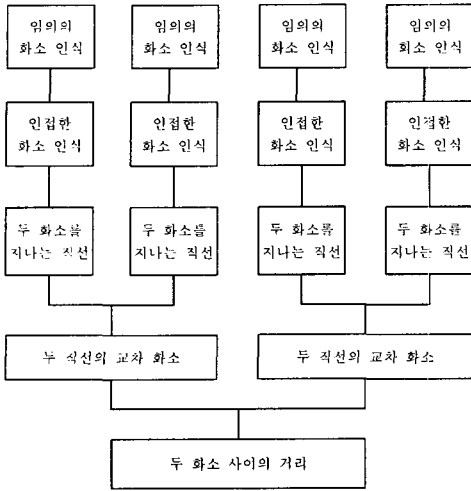 임의의
화소 인식
임의의
화소 인식
임의의
화소 인식
임의의
화소 인식
인접한
화소 인식
인접한
화소 인식
인접한
화소 인식
인접한
화소 인식
두 화소를
지나는 직선
두 화소를
지나는 직선
두 화소를
지나는 직선
두 화소를
지나는 직선
두 직선의 교차 화소
두 직선의 교차 화소
두 화소 사이의 거리